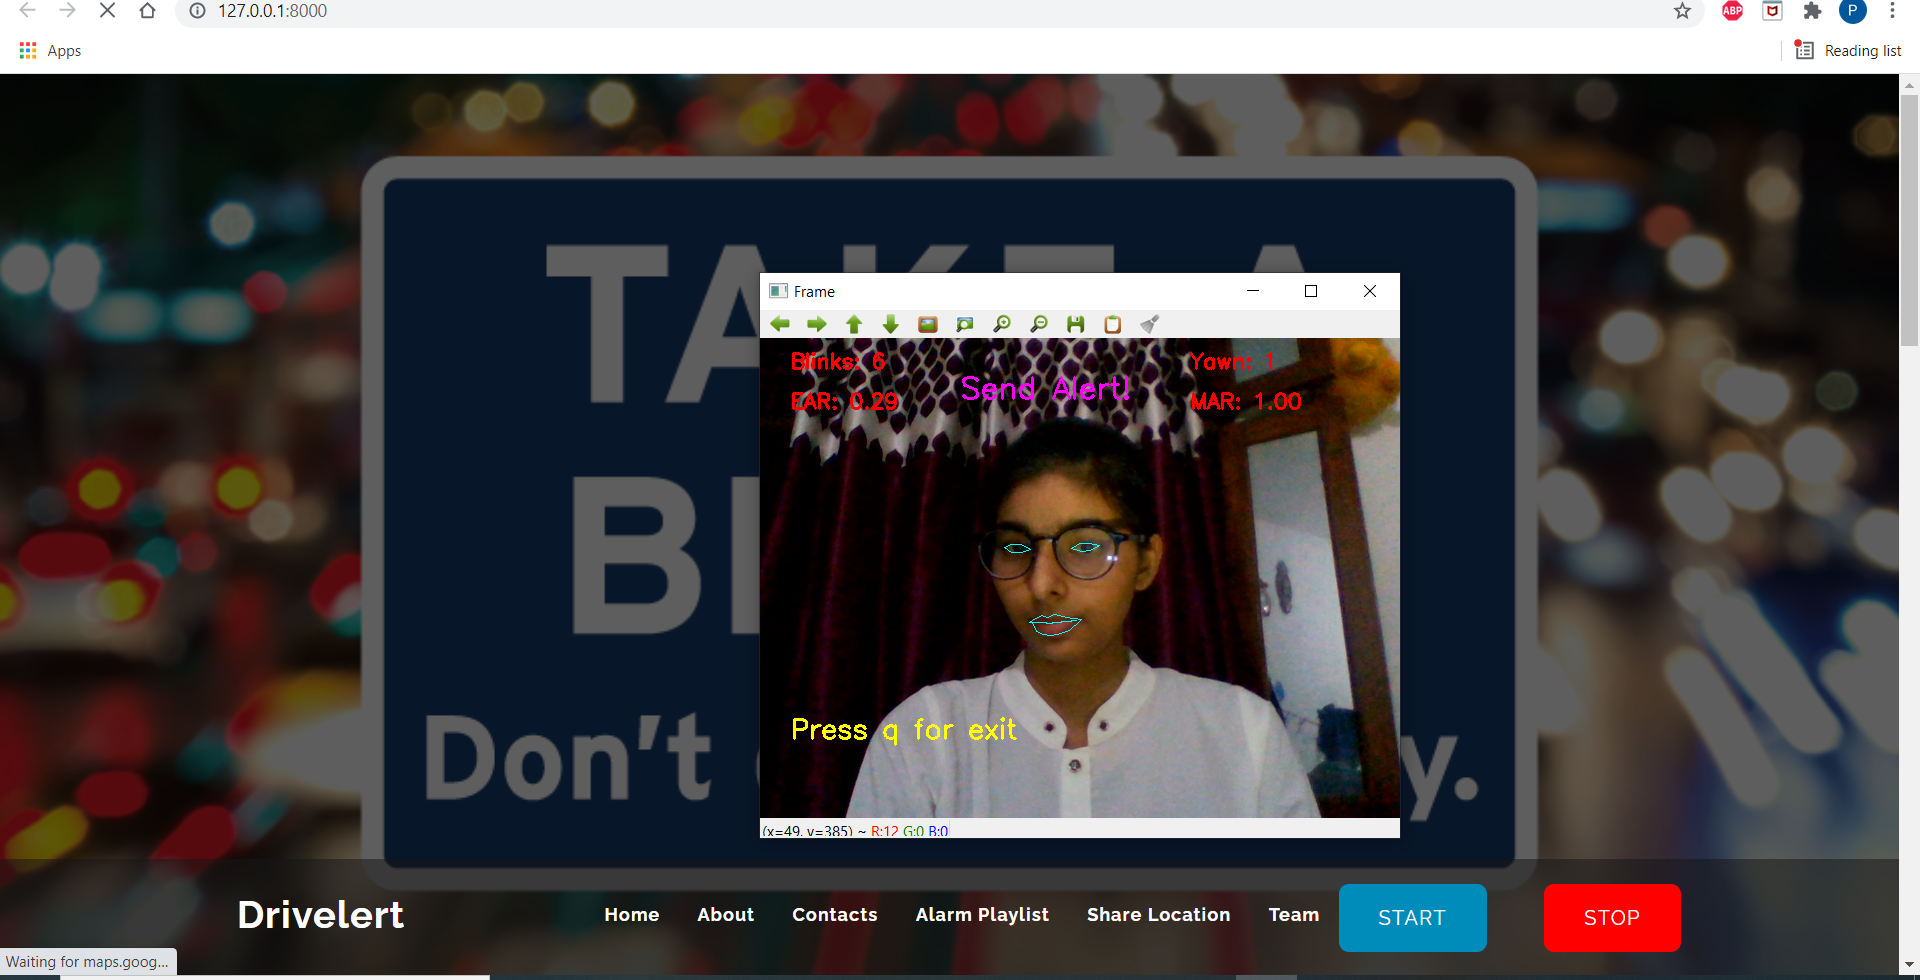 127.0.0.1:8000
ABP
P
Apps
Reading list
TAKE A
Frame
Blinks: 6
Yawn: 1
Send Alert!
EAR: 0.29
MAR: 1.00
B
Don't
y.
Press q for exit
(x=49, y=385) ~ R:12 G:0 B:0
Drivelert
Home
About
Contacts
Alarm Playlist
Share Location
Team
START
STOP
Waiting for maps.goog...